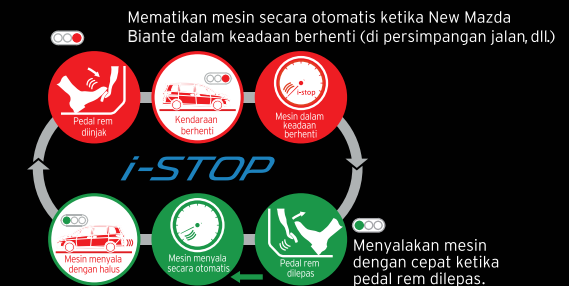 Mematikan mesin secara otomatis ketika New Mazda
Biante dalam keadaan berhenti (di persimpangan jalan, dll.)
Pedal rem
diinjak
Kendaraan
berhenti
i-stop
Mesin dalam
keadaan
berhenti
i-STOP
Mesin menyala
dengan halus
Mesin menyala
secara otomatis
Pedal rem
dilepas
Menyalakan mesin
dengan cepat ketika
pedal rem dilepas.